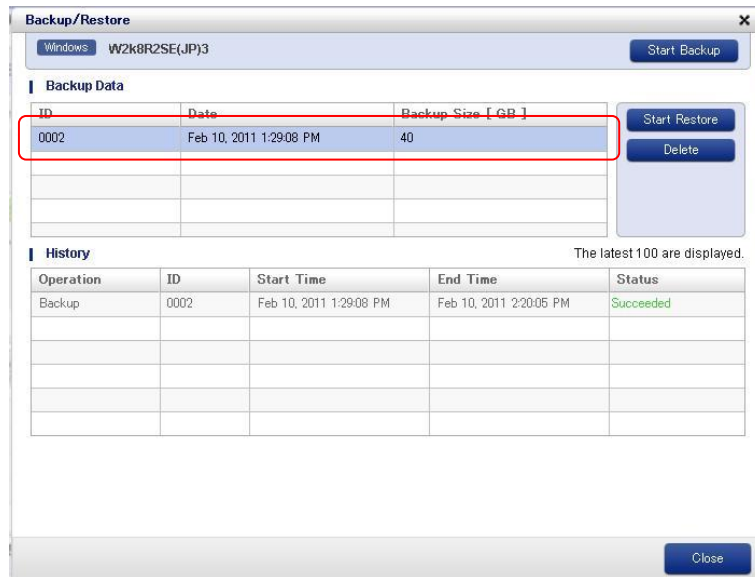 Backup/Restore
Windows W2k8R2SE(JP)3 Start Backup
Backup Data
ID Date Backup Size [ GB ] Start Restore
0002 Feb 10, 2011 1:29:08 PM 40
Delete
History The latest 100 are displayed.
Operation ID Start Time End Time Status
Backup 0002 Feb 10, 2011 1:29:08 PM Feb 10, 2011 2:20:05 PM Succeeded
Close